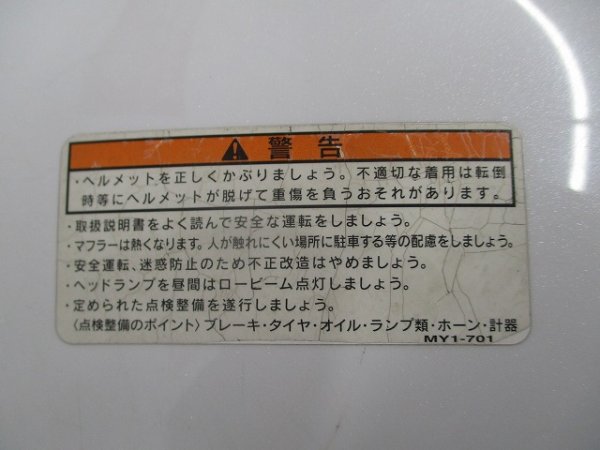 警告
・ヘルメットを正しくかぶりましょう。不適切な着用は転倒
時等にヘルメットが脱げて重傷を負うおそれがあります。
・取扱説明書をよく読んで安全な運転をしましょう。
・マフラーは熱くなります。人が触れにくい場所に駐車する等の配慮をしましょう。
・安全運転、迷惑防止のため不正改造はやめましょう。
・ヘッドランプを昼間はロービーム点灯しましょう。
・定められた点検整備を遂行しましょう。
〈点検整備のポイント〉ブレーキ・タイヤ・オイル・ランプ類・ホーン・計器
MY1-701